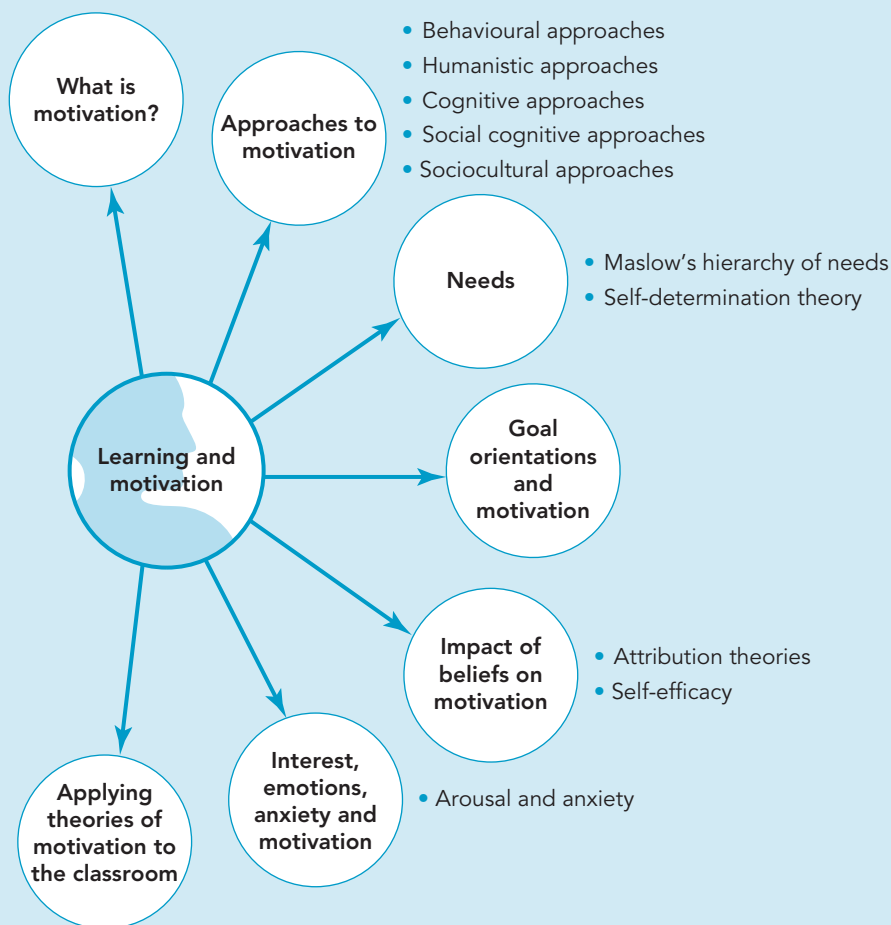 What is
motivation?
Approaches to
motivation
• Behavioural approaches
• Humanistic approaches
• Cognitive approaches
• Social cognitive approaches
• Sociocultural approaches
Needs
• Maslow's hierarchy of needs
• Self-determination theory
Learning and
motivation
Goal
orientations
and
motivation
Impact of
beliefs on
motivation
• Attribution theories
• Self-efficacy
Interest,
emotions,
anxiety and
motivation
• Arousal and anxiety
Applying
theories of
motivation to
the classroom